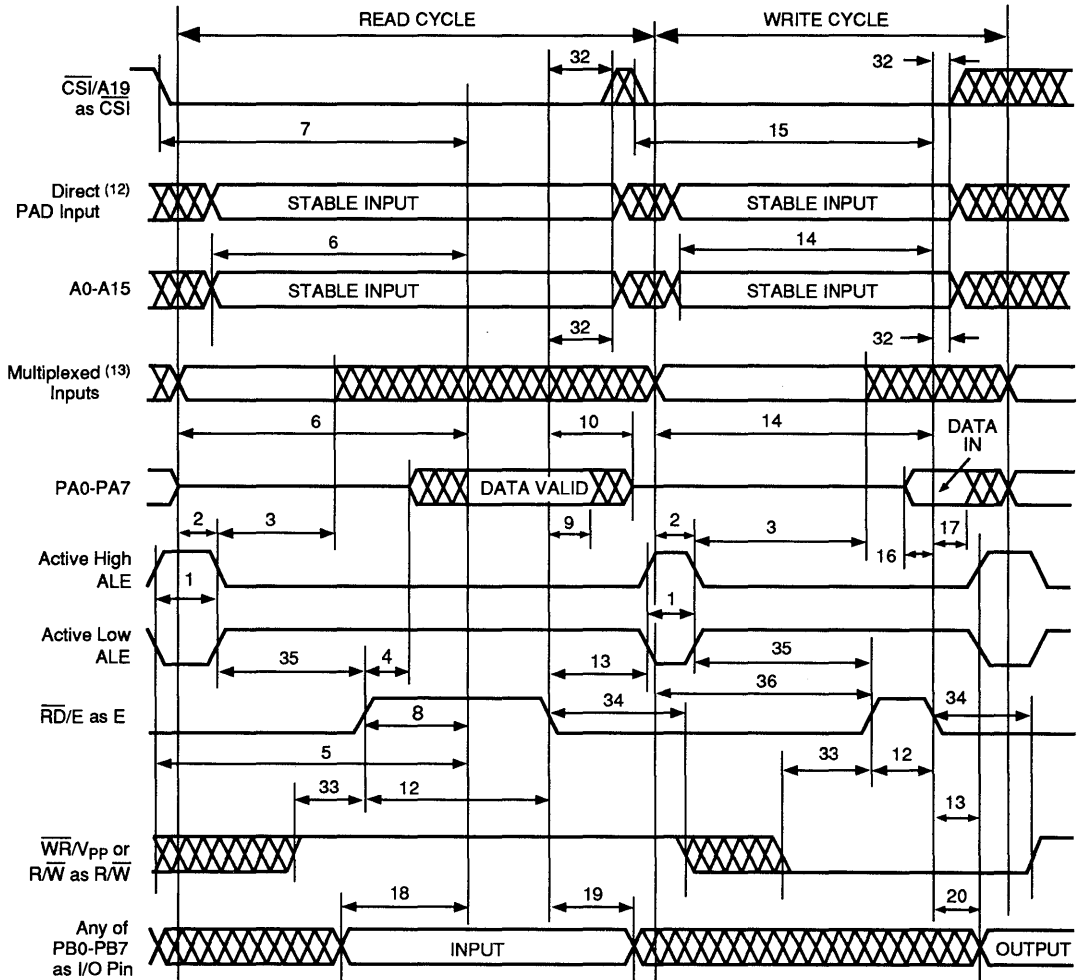 READ CYCLE
WRITE CYCLE
32
32
CSI/A19
as CSI
7
15
Direct (12)
PAD Input
STABLE INPUT
STABLE INPUT
6
14
A0-A15
STABLE INPUT
STABLE INPUT
32
32
Multiplexed (13)
Inputs
6
10
14
DATA
IN
PA0-PA7
DATA VALID
2
3
9
2
3
16
17
Active High
ALE
1
1
Active Low
ALE
35
4
13
35
36
RD/E as E
8
34
34
5
33
12
33
12
13
WR/VPP or
R/W as R/W
18
19
20
Any of
PB0-PB7
as I/O Pin
INPUT
OUTPUT